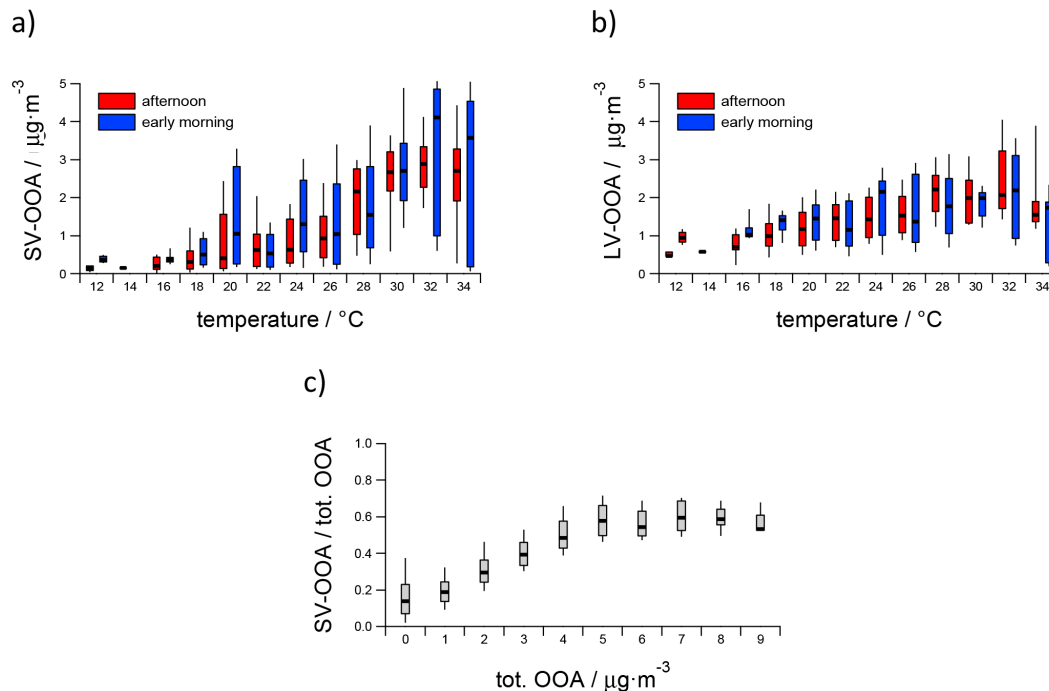 a)
SV-OOA / µg·m-3
5
4
3
2
1
0
afternoon
early morning
12 14 16 18 20 22 24 26 28 30 32 34
temperature / °C
b)
LV-OOA / µg·m-3
5
4
3
2
1
0
afternoon
early morning
12 14 16 18 20 22 24 26 28 30 32 34
temperature / °C
c)
SV-OOA / tot. OOA
1.0
0.8
0.6
0.4
0.2
0.0
0 1 2 3 4 5 6 7 8 9
tot. OOA / µg·m-3